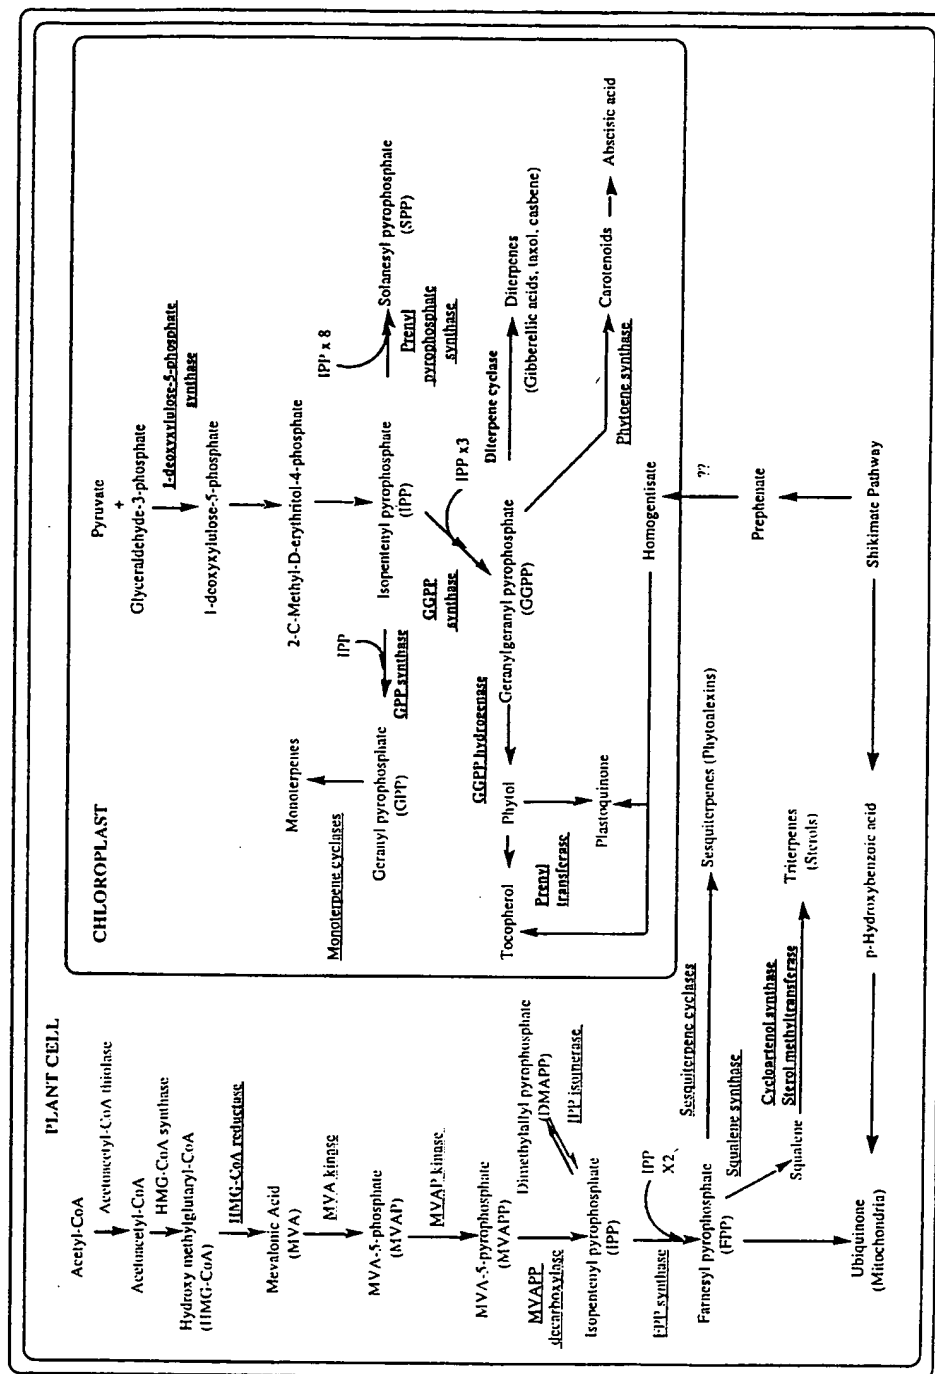 PLANT CELL
Acetyl-CoA
Acetoacetyl-CoA thiolase
Acetoacetyl-CoA
HMG-CoA synthase
Hydroxy methylglutaryl-CoA
(HMG-CoA)
HMG-CoA reductase
Mevalonic Acid
(MVA)
MVA kinase
MVA-5-phosphate
(MVAP)
MVAP kinase
MVA-5-pyrophosphate
(MVAPP)
MVAPP
decarboxylase
Dimethylallyl pyrophosphate
(DMAPP)
IPP isomerase
Isopentenyl pyrophosphate
(IPP)
FPP synthase
IPP
X2
Farnesyl pyrophosphate
(FPP)
Sesquiterpene cyclases
Sesquiterpenes (Phytoalexins)
Squalene synthase
Squalene
Cycloartenol synthase
Sterol methyltransferase
Triterpenes
(Sterols)
Ubiquinone
(Mitochondria)
p-Hydroxybenzoic acid
Shikimate Pathway
Prephenate
??
CHLOROPLAST
Pyruvate
+
Glyceraldehyde-3-phosphate
1-deoxyxylulose-5-phosphate
synthase
1-deoxyxylulose-5-phosphate
2-C-Methyl-D-erythritol-4-phosphate
Isopentenyl pyrophosphate
(IPP)
IPP x 8
Solanesyl pyrophosphate
(SPP)
Prenyl
pyrophosphate
synthase
IPP
GPP synthase
Geranyl pyrophosphate
(GPP)
Monoterpene cyclases
Monoterpenes
GGPP
synthase
IPP x3
Geranylgeranyl pyrophosphate
(GGPP)
Diterpene cyclase
Diterpenes
(Gibberellic acids, taxol, casbene)
GGPP hydrogenase
Phytol
Tocopherol
Prenyl
transferase
Plastoquinone
Phytoene synthase
Carotenoids
Abscisic acid
Homogentisate